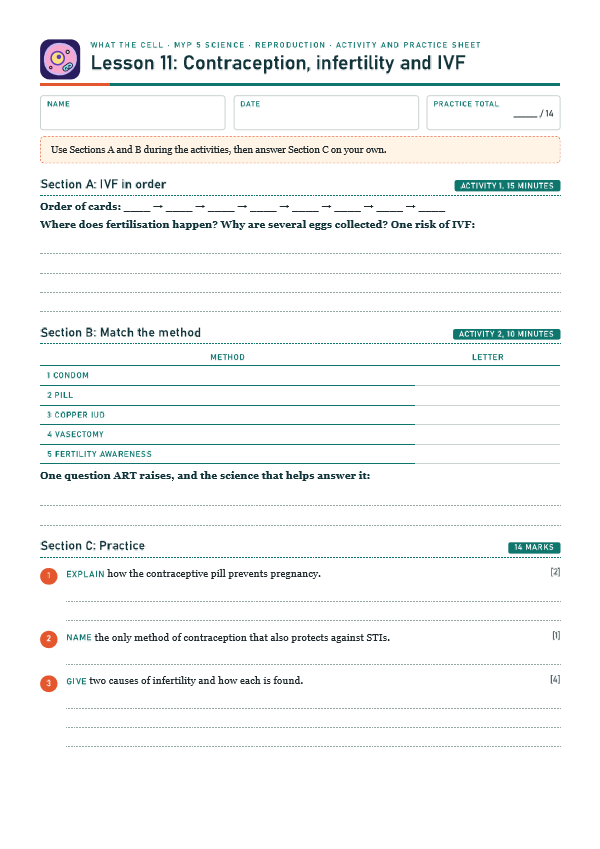 WHAT THE CELL · MYP 5 SCIENCE · REPRODUCTION · ACTIVITY AND PRACTICE SHEET
Lesson 11: Contraception, infertility and IVF
NAME
DATE
PRACTICE TOTAL
_____ / 14
Use Sections A and B during the activities, then answer Section C on your own.
Section A: IVF in order
ACTIVITY 1, 15 MINUTES
Order of cards: ____ → ____ → ____ → ____ → ____ → ____ → ____ → ____
Where does fertilisation happen? Why are several eggs collected? One risk of IVF:
Section B: Match the method
ACTIVITY 2, 10 MINUTES
METHOD LETTER
1 CONDOM
2 PILL
3 COPPER IUD
4 VASECTOMY
5 FERTILITY AWARENESS
One question ART raises, and the science that helps answer it:
Section C: Practice
14 MARKS
1 EXPLAIN how the contraceptive pill prevents pregnancy. [2]
2 NAME the only method of contraception that also protects against STIs. [1]
3 GIVE two causes of infertility and how each is found. [4]